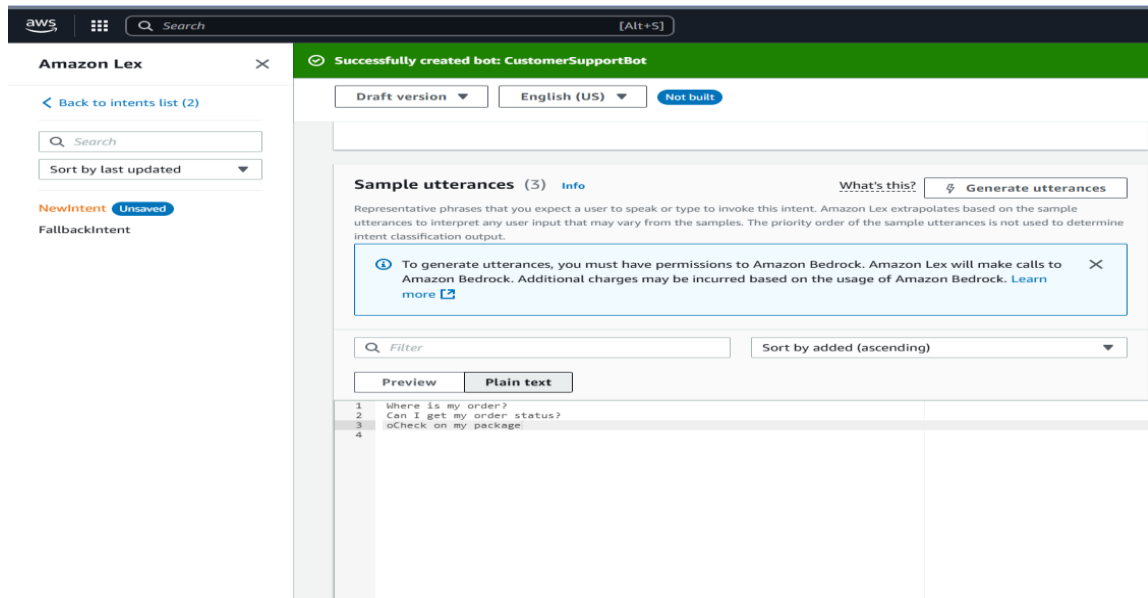 aws
Search [Alt+S]
Amazon Lex
Successfully created bot: CustomerSupportBot
Back to intents list (2)
Draft version English (US) Not built
Search
Sort by last updated
NewIntent Unsaved
FallbackIntent
Sample utterances (3) Info What's this? Generate utterances
Representative phrases that you expect a user to speak or type to invoke this intent. Amazon Lex extrapolates based on the sample
utterances to interpret any user input that may vary from the samples. The priority order of the sample utterances is not used to determine
intent classification output.
To generate utterances, you must have permissions to Amazon Bedrock. Amazon Lex will make calls to
Amazon Bedrock. Additional charges may be incurred based on the usage of Amazon Bedrock. Learn
more
Filter Sort by added (ascending)
Preview Plain text
1 Where is my order?
2 Can I get my order status?
3 oCheck on my package
4